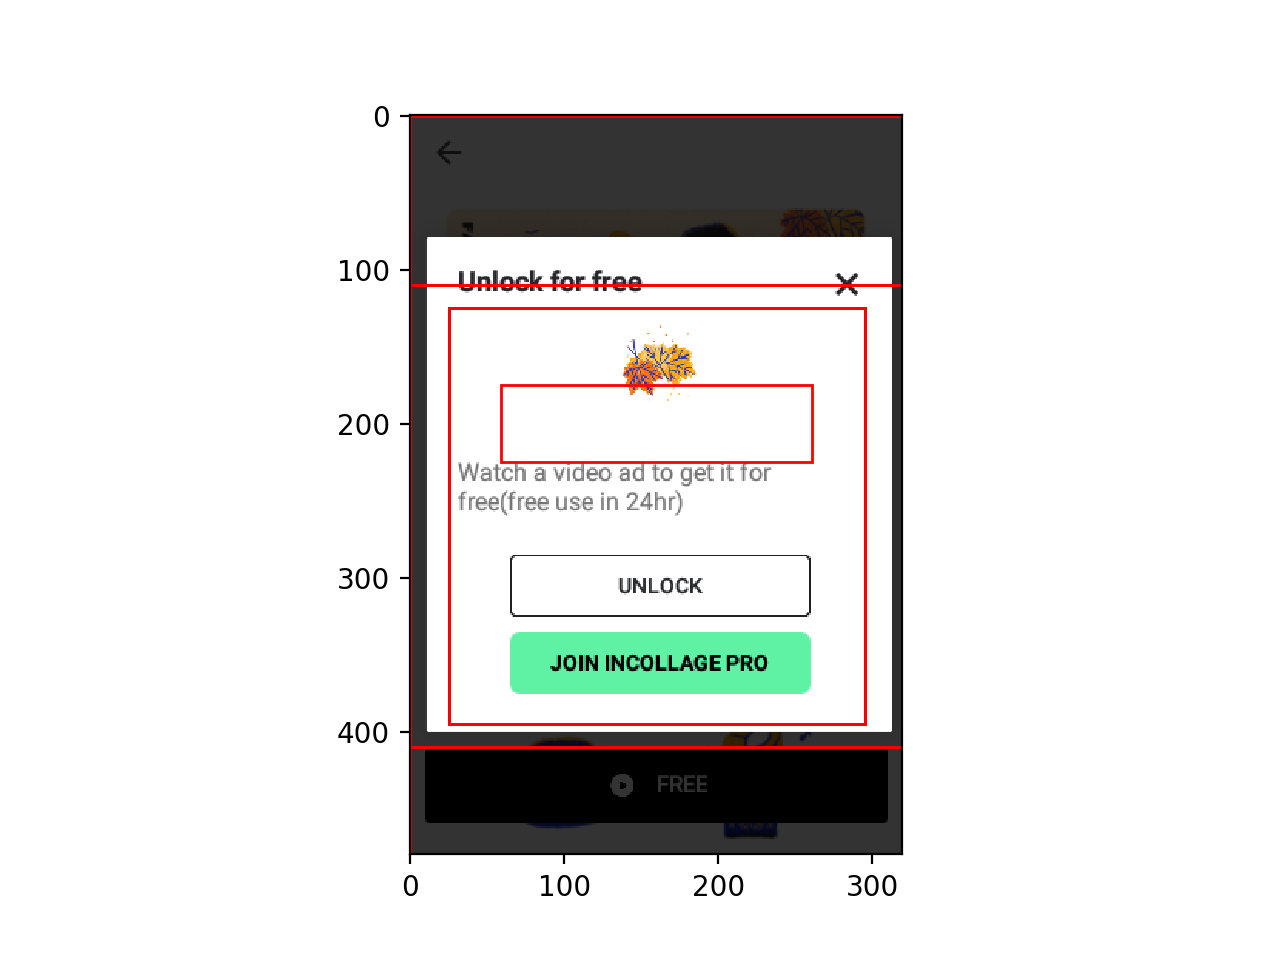 0
100
200
300
400
Unlock for free
Watch a video ad to get it for
free(free use in 24hr)
UNLOCK
JOIN INCOLLAGE PRO
FREE
0
100
200
300